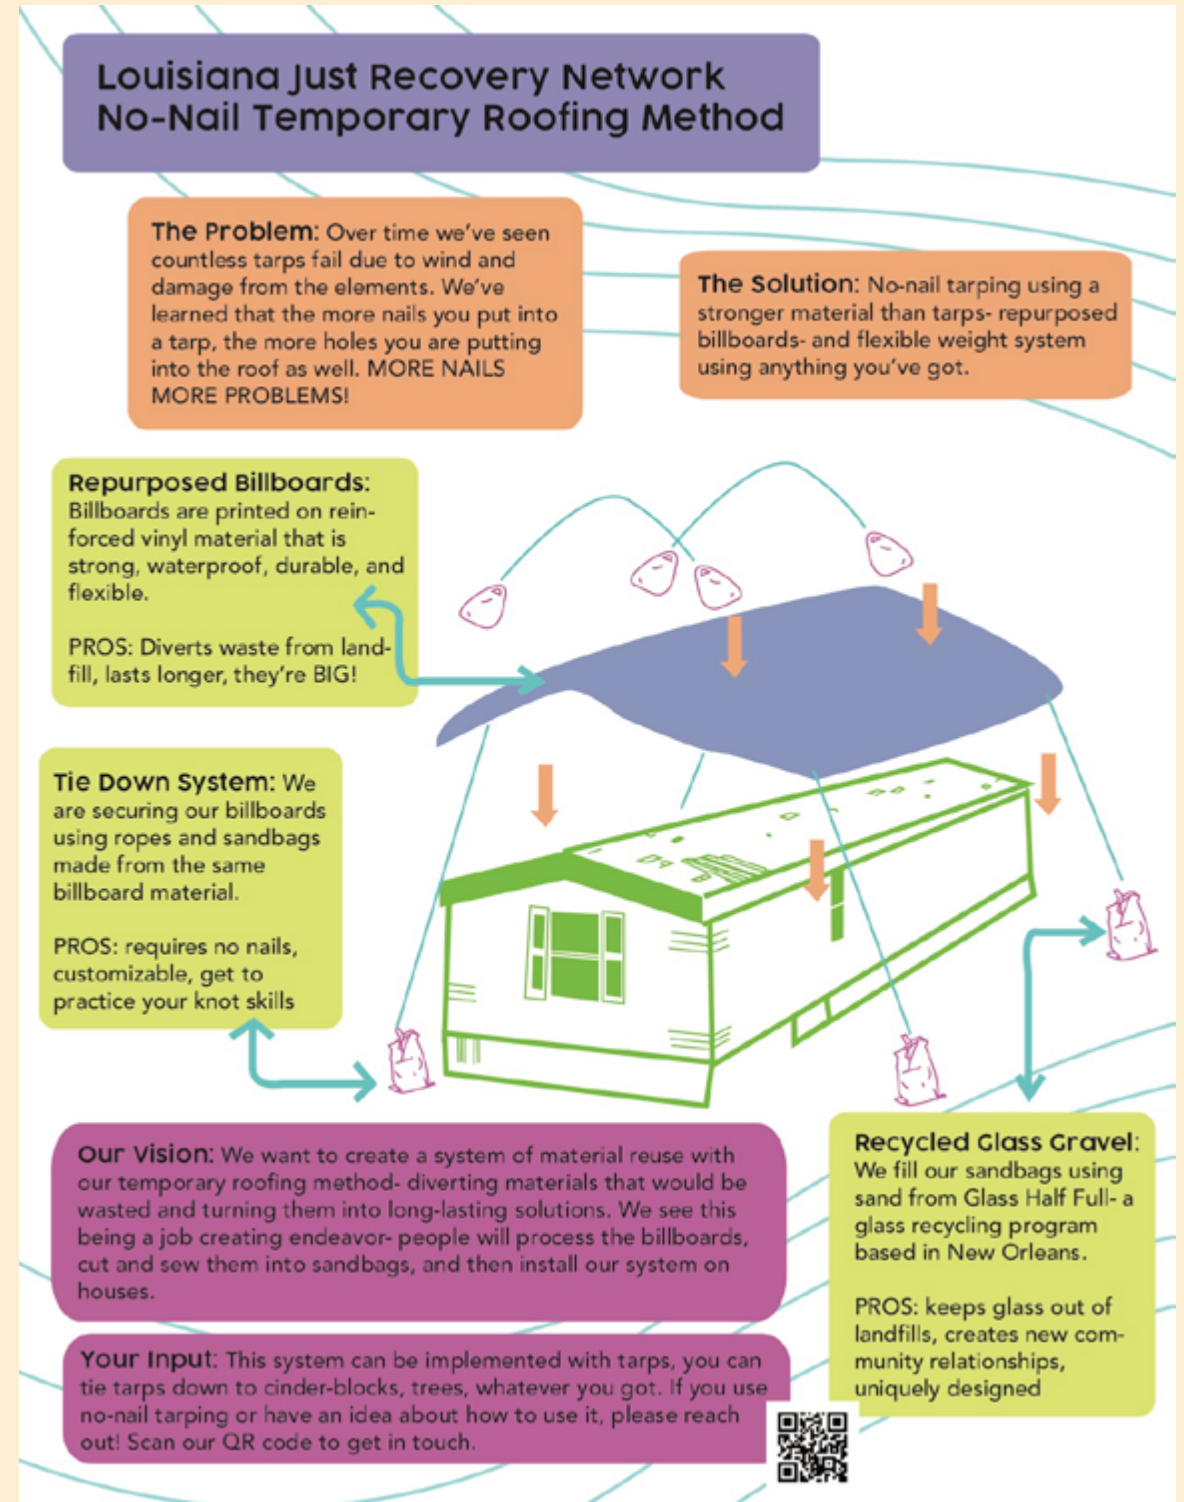 Louisiana Just Recovery Network
No-Nail Temporary Roofing Method
The Problem: Over time we've seen
countless tarps fail due to wind and
damage from the elements. We've
learned that the more nails you put into
a tarp, the more holes you are putting
into the roof as well. MORE NAILS
MORE PROBLEMS!
The Solution: No-nail tarping using a
stronger material than tarps- repurposed
billboards- and flexible weight system
using anything you've got.
Repurposed Billboards:
Billboards are printed on rein-
forced vinyl material that is
strong, waterproof, durable, and
flexible.
PROS: Diverts waste from land-
fill, lasts longer, they're BIG!
Tie Down System: We
are securing our billboards
using ropes and sandbags
made from the same
billboard material.
PROS: requires no nails,
customizable, get to
practice your knot skills
Our Vision: We want to create a system of material reuse with
our temporary roofing method- diverting materials that would be
wasted and turning them into long-lasting solutions. We see this
being a job creating endeavor- people will process the billboards,
cut and sew them into sandbags, and then install our system on
houses.
Recycled Glass Gravel:
We fill our sandbags using
sand from Glass Half Full- a
glass recycling program
based in New Orleans.
PROS: keeps glass out of
landfills, creates new com-
munity relationships,
uniquely designed
Your Input: This system can be implemented with tarps, you can
tie tarps down to cinder-blocks, trees, whatever you got. If you use
no-nail tarping or have an idea about how to use it, please reach
out! Scan our QR code to get in touch.